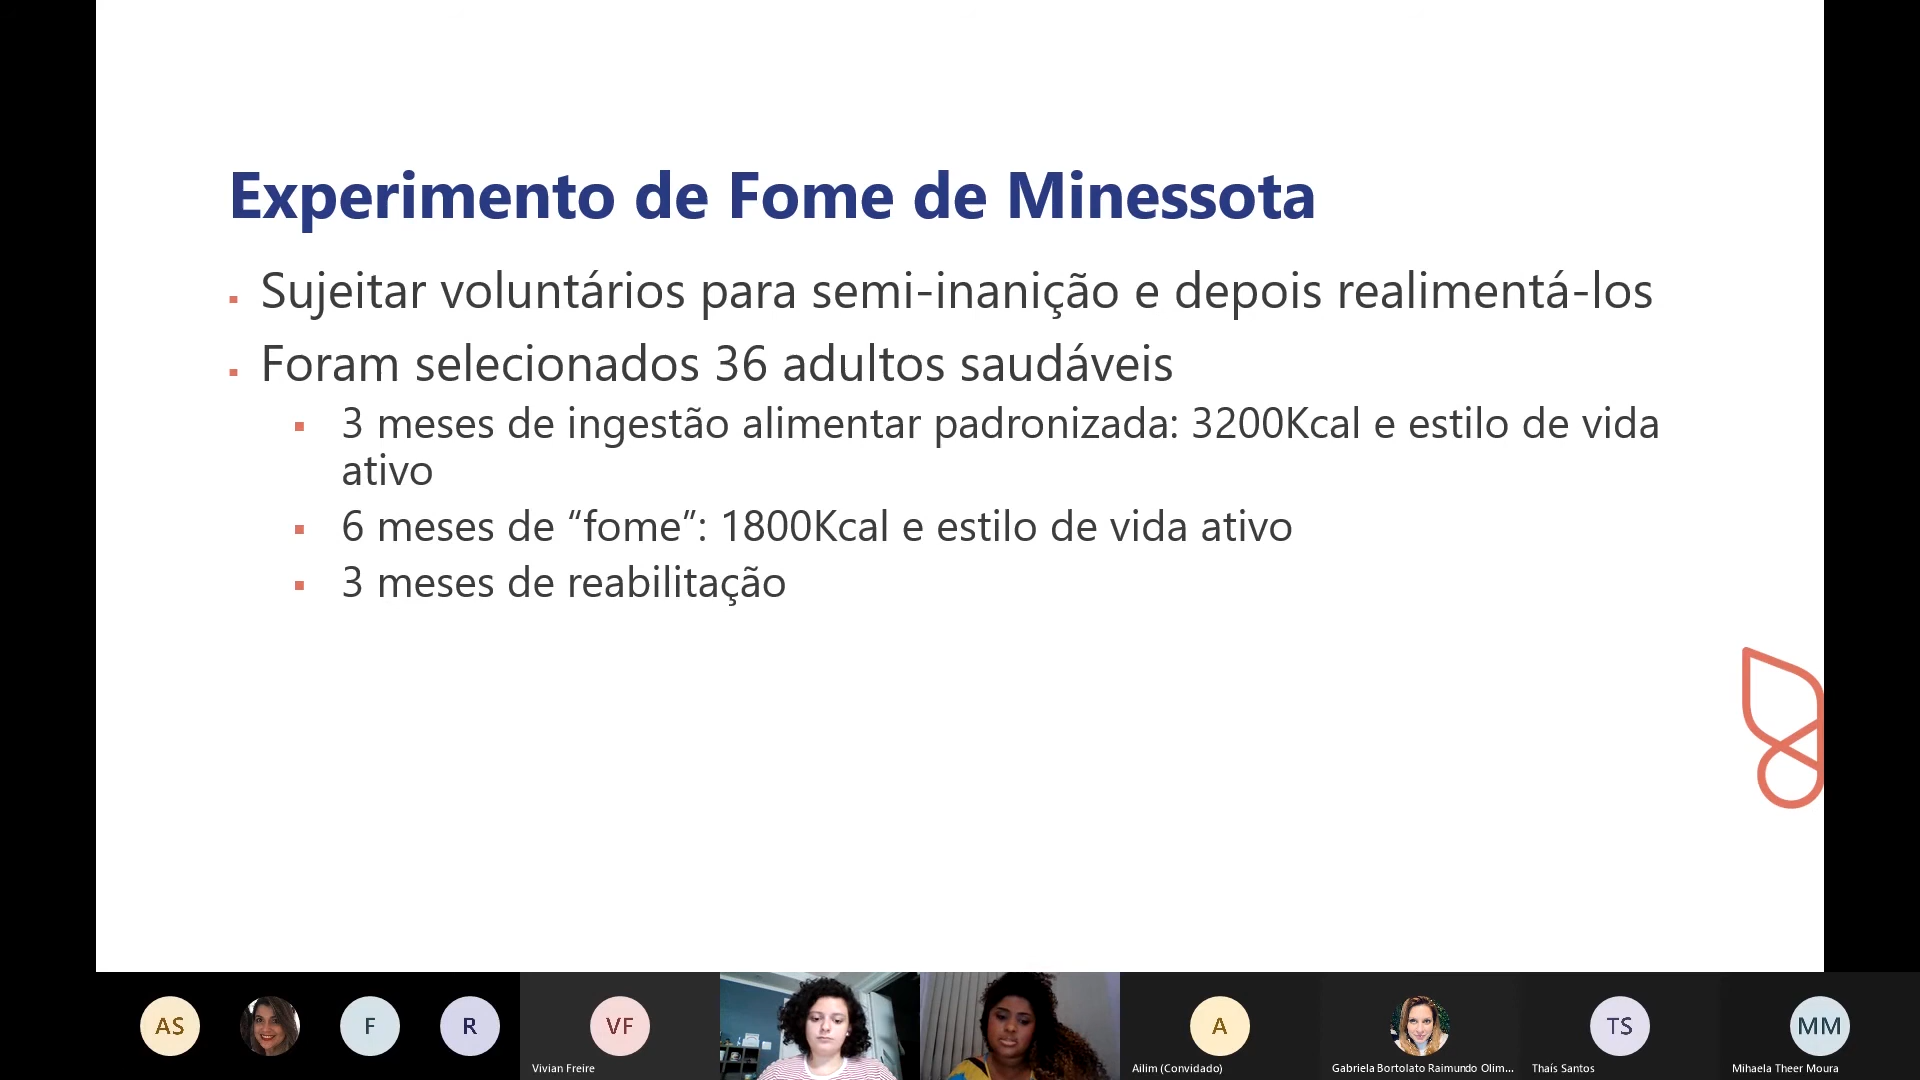 Experimento de Fome de Minessota
Sujeitar voluntários para semi-inanição e depois realimentá-los
Foram selecionados 36 adultos saudáveis
3 meses de ingestão alimentar padronizada: 3200Kcal e estilo de vida
ativo
6 meses de “fome”: 1800Kcal e estilo de vida ativo
3 meses de reabilitação
AS
F
R
VF
A
TS
MM
Vivian Freire
Ailim (Convidado)
Gabriela Bortolato Raimundo Olim...
Thaís Santos
Mihaela Theer Moura